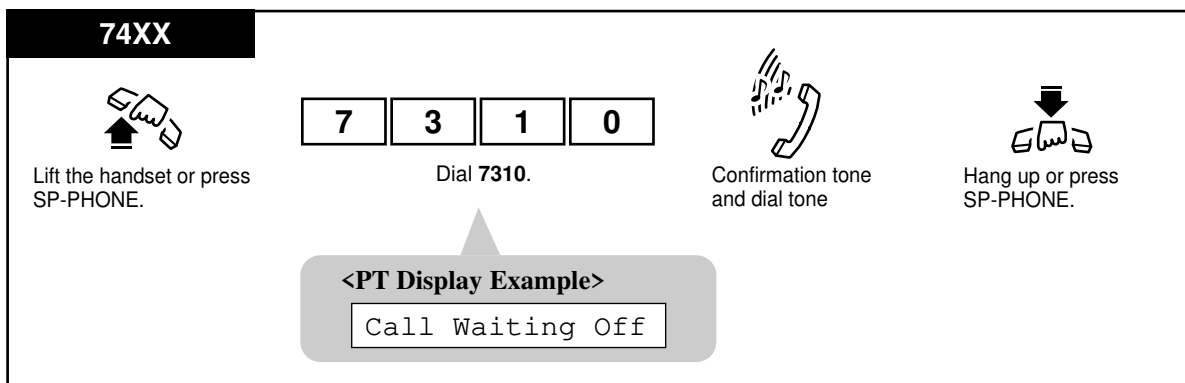 74XX
7 3 1 0
Lift the handset or press
SP-PHONE.
Dial 7310.
Confirmation tone
and dial tone
Hang up or press
SP-PHONE.
<PT Display Example>
Call Waiting Off